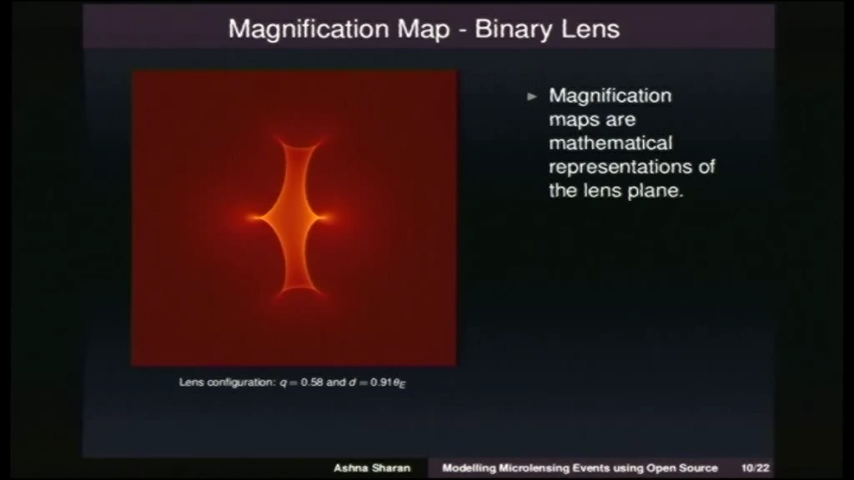 Magnification Map - Binary Lens
Magnification
maps are
mathematical
representations of
the lens plane.
Lens configuration: q = 0.58 and d = 0.91θE
Ashna Sharan
Modelling Microlensing Events using Open Source
10/22